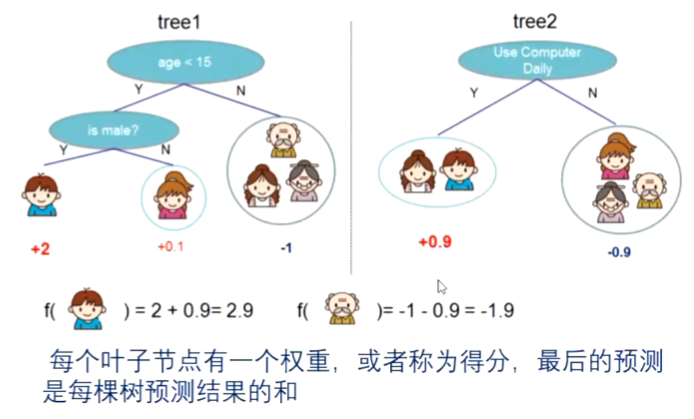 tree1
tree2
age < 15
Use Computer
Daily
Y
N
Y
N
is male?
Y
N
+2
+0.1
-1
+0.9
-0.9
f( ) = 2 + 0.9= 2.9
f( )= -1 - 0.9 = -1.9
每个叶子节点有一个权重，或者称为得分，最后的预测
是每棵树预测结果的和